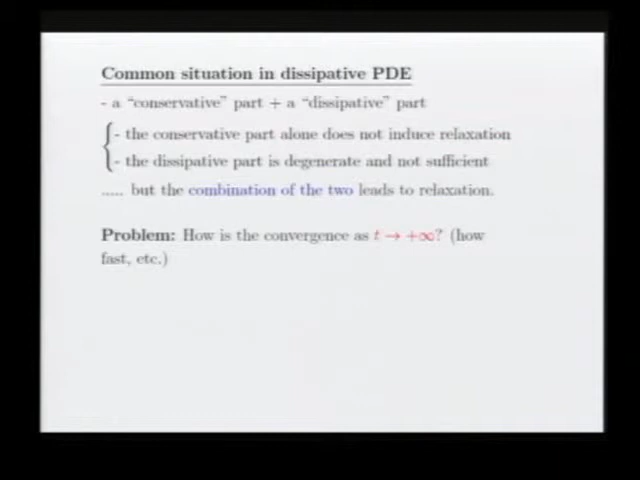 Common situation in dissipative PDE
- a “conservative” part + a “dissipative” part
- the conservative part alone does not induce relaxation
- the dissipative part is degenerate and not sufficient
..... but the combination of the two leads to relaxation.
Problem: How is the convergence as t → +∞? (how
fast, etc.)